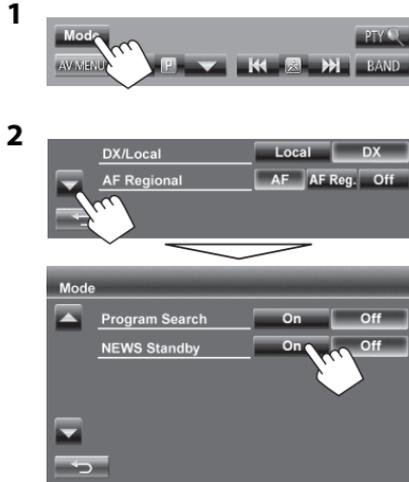 1
Mode
PTY
AV MENU P BAND
2
DX/Local Local DX
AF Regional AF AF Reg. Off
Mode
Program Search On Off
NEWS Standby On Off